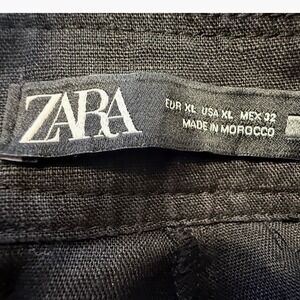 ZARA
EUR XL USA XL MEX 32
MADE IN MOROCCO